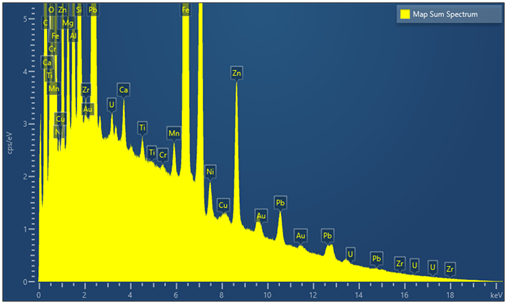 Map Sum Spectrum
5
O Zn Si Pb Fe
C Mg
Fe Al
Cr
4
Ca
Ti Zr Ca Zn
Mn Au U
Cu
3
N Ti Mn
Ti Cr
cps/eV
2
Ni
Cu Au Pb
1
Au Pb
U Pb Zr U U Zr
0
0 2 4 6 8 10 12 14 16 18 keV